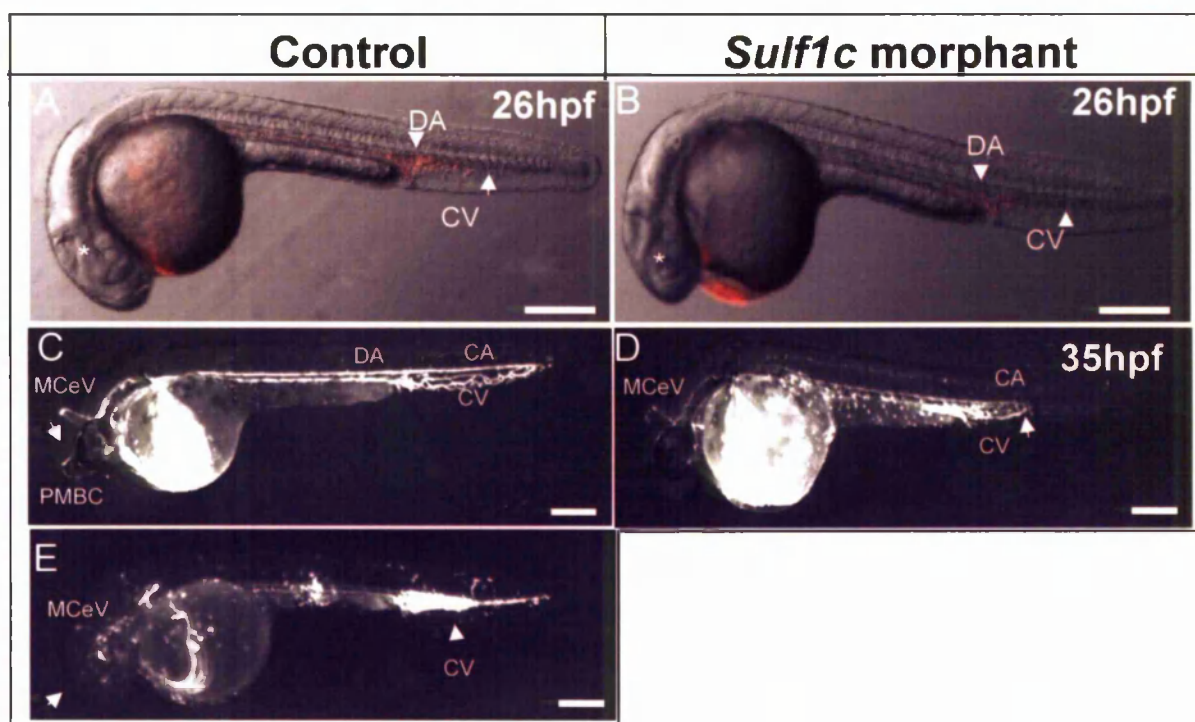 Control
Sulf1c morphant
A
26hpf
DA
CV
B
26hpf
DA
CV
C
DA
CA
MCeV
CV
PMBC
D
35hpf
MCeV
CA
CV
E
MCeV
CV